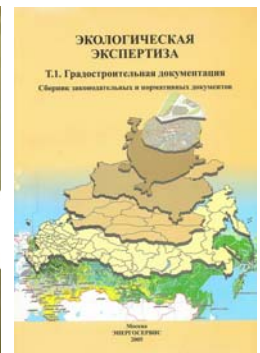 ЭКОЛОГИЧЕСКАЯ
ЭКСПЕРТИЗА
Т.1. Градостроительная документация
Сборник законодательных и нормативных документов
Москва
ЭНЕРГОСЕРВИС
2005